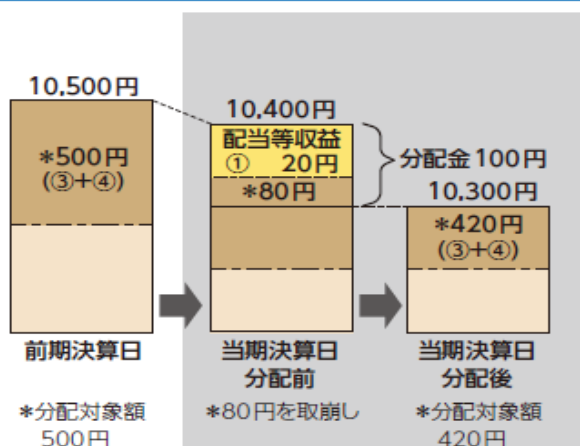 10,500円
*500円
(③+④)
10,400円
配当等収益
① 20円
*80円
分配金100円
10,300円
*420円
(③+④)
前期決算日
当期決算日
分配前
当期決算日
分配後
*分配対象額
500円
*80円を取崩し
*分配対象額
420円